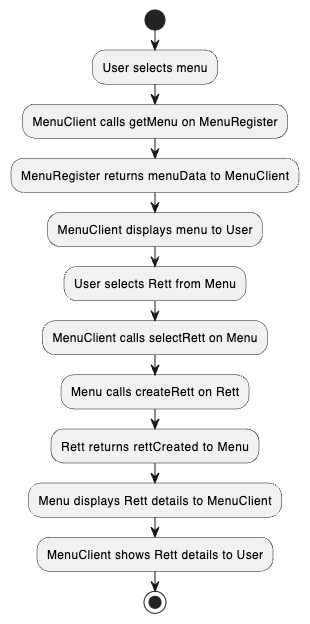 User selects menu
MenuClient calls getMenu on MenuRegister
MenuRegister returns menuData to MenuClient
MenuClient displays menu to User
User selects Rett from Menu
MenuClient calls selectRett on Menu
Menu calls createRett on Rett
Rett returns rettCreated to Menu
Menu displays Rett details to MenuClient
MenuClient shows Rett details to User